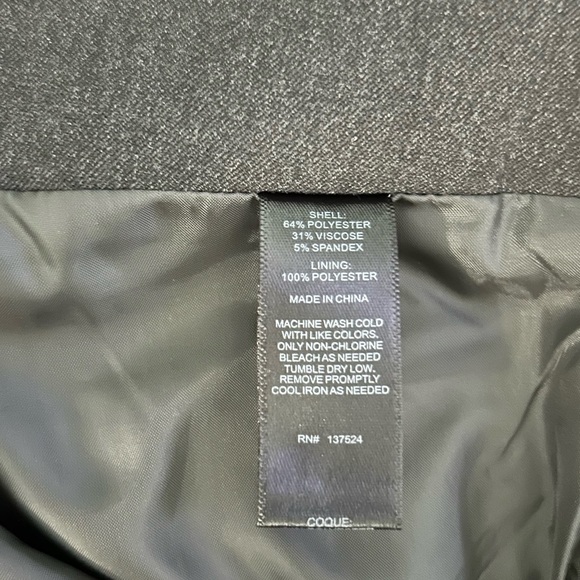 SHELL:
64% POLYESTER
31% VISCOSE
5% SPANDEX
LINING:
100% POLYESTER
MADE IN CHINA
MACHINE WASH COLD
WITH LIKE COLORS.
ONLY NON-CHLORINE
BLEACH AS NEEDED
TUMBLE DRY LOW.
REMOVE PROMPTLY
COOL IRON AS NEEDED
RN# 137524
COQUE: